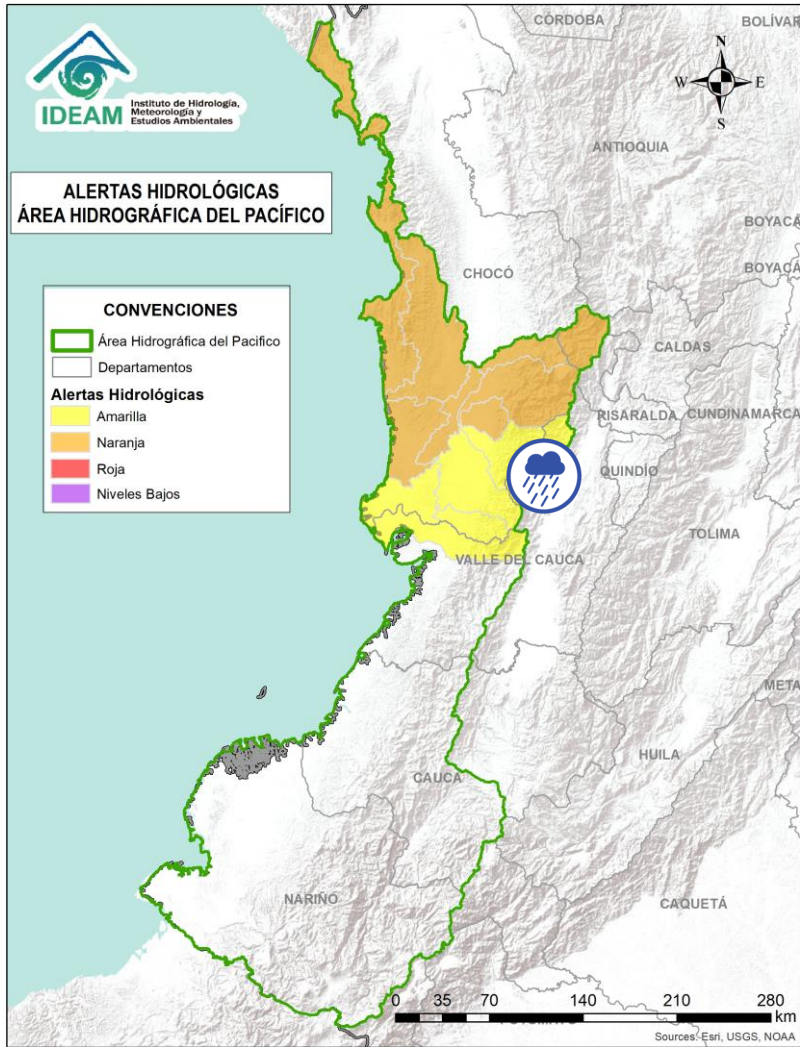 IDEAM
Instituto de Hidrología,
Meteorología y
Estudios Ambientales
ALERTAS HIDROLÓGICAS
ÁREA HIDROGRÁFICA DEL PACÍFICO
CONVENCIONES
Área Hidrográfica del Pacifico
Departamentos
Alertas Hidrológicas
Amarilla
Naranja
Roja
Niveles Bajos
CÓRDOBA
BOLÍVAR
N
W
E
S
ANTIOQUIA
BOYACÁ
BOYACÁ
CHOCÓ
CALDAS
RISARALDA
CUNDINAMARCA
QUINDÍO
TOLIMA
VALLE DEL CAUCA
META
HUILA
CAUCA
NARIÑO
CAQUETÁ
0 35 70 140 210 280
km
Sources: Esri, USGS, NOAA